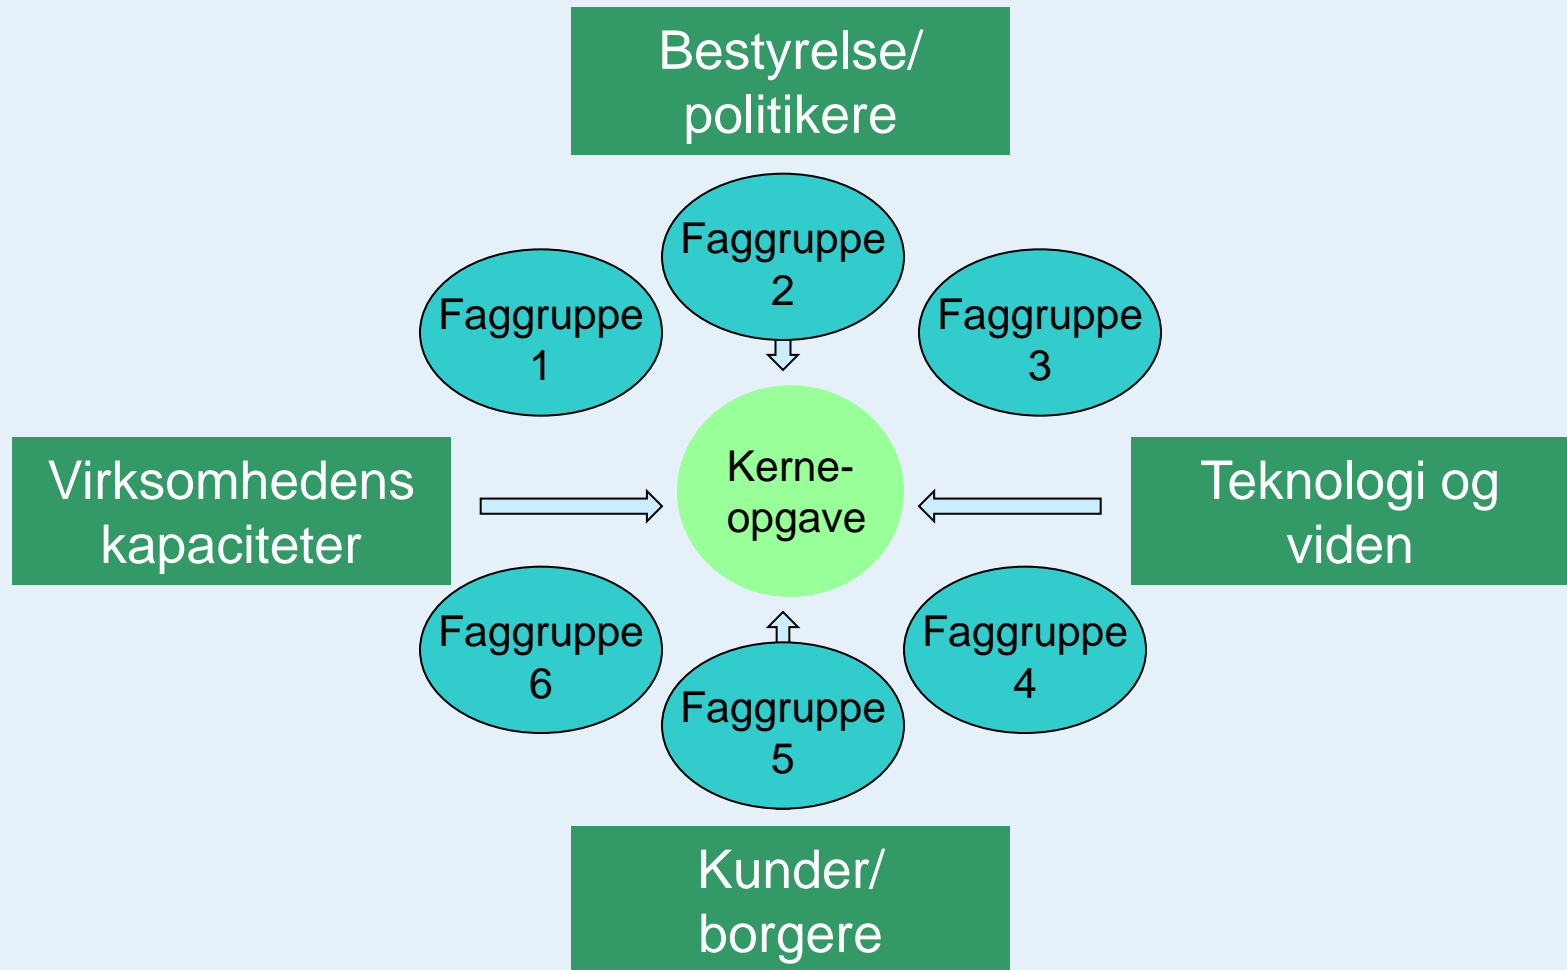 Bestyrelse/
politikere
Faggruppe
2
Faggruppe
1
Faggruppe
3
Virksomhedens
kapaciteter
Kerne-
opgave
Teknologi og
viden
Faggruppe
6
Faggruppe
5
Faggruppe
4
Kunder/
borgere